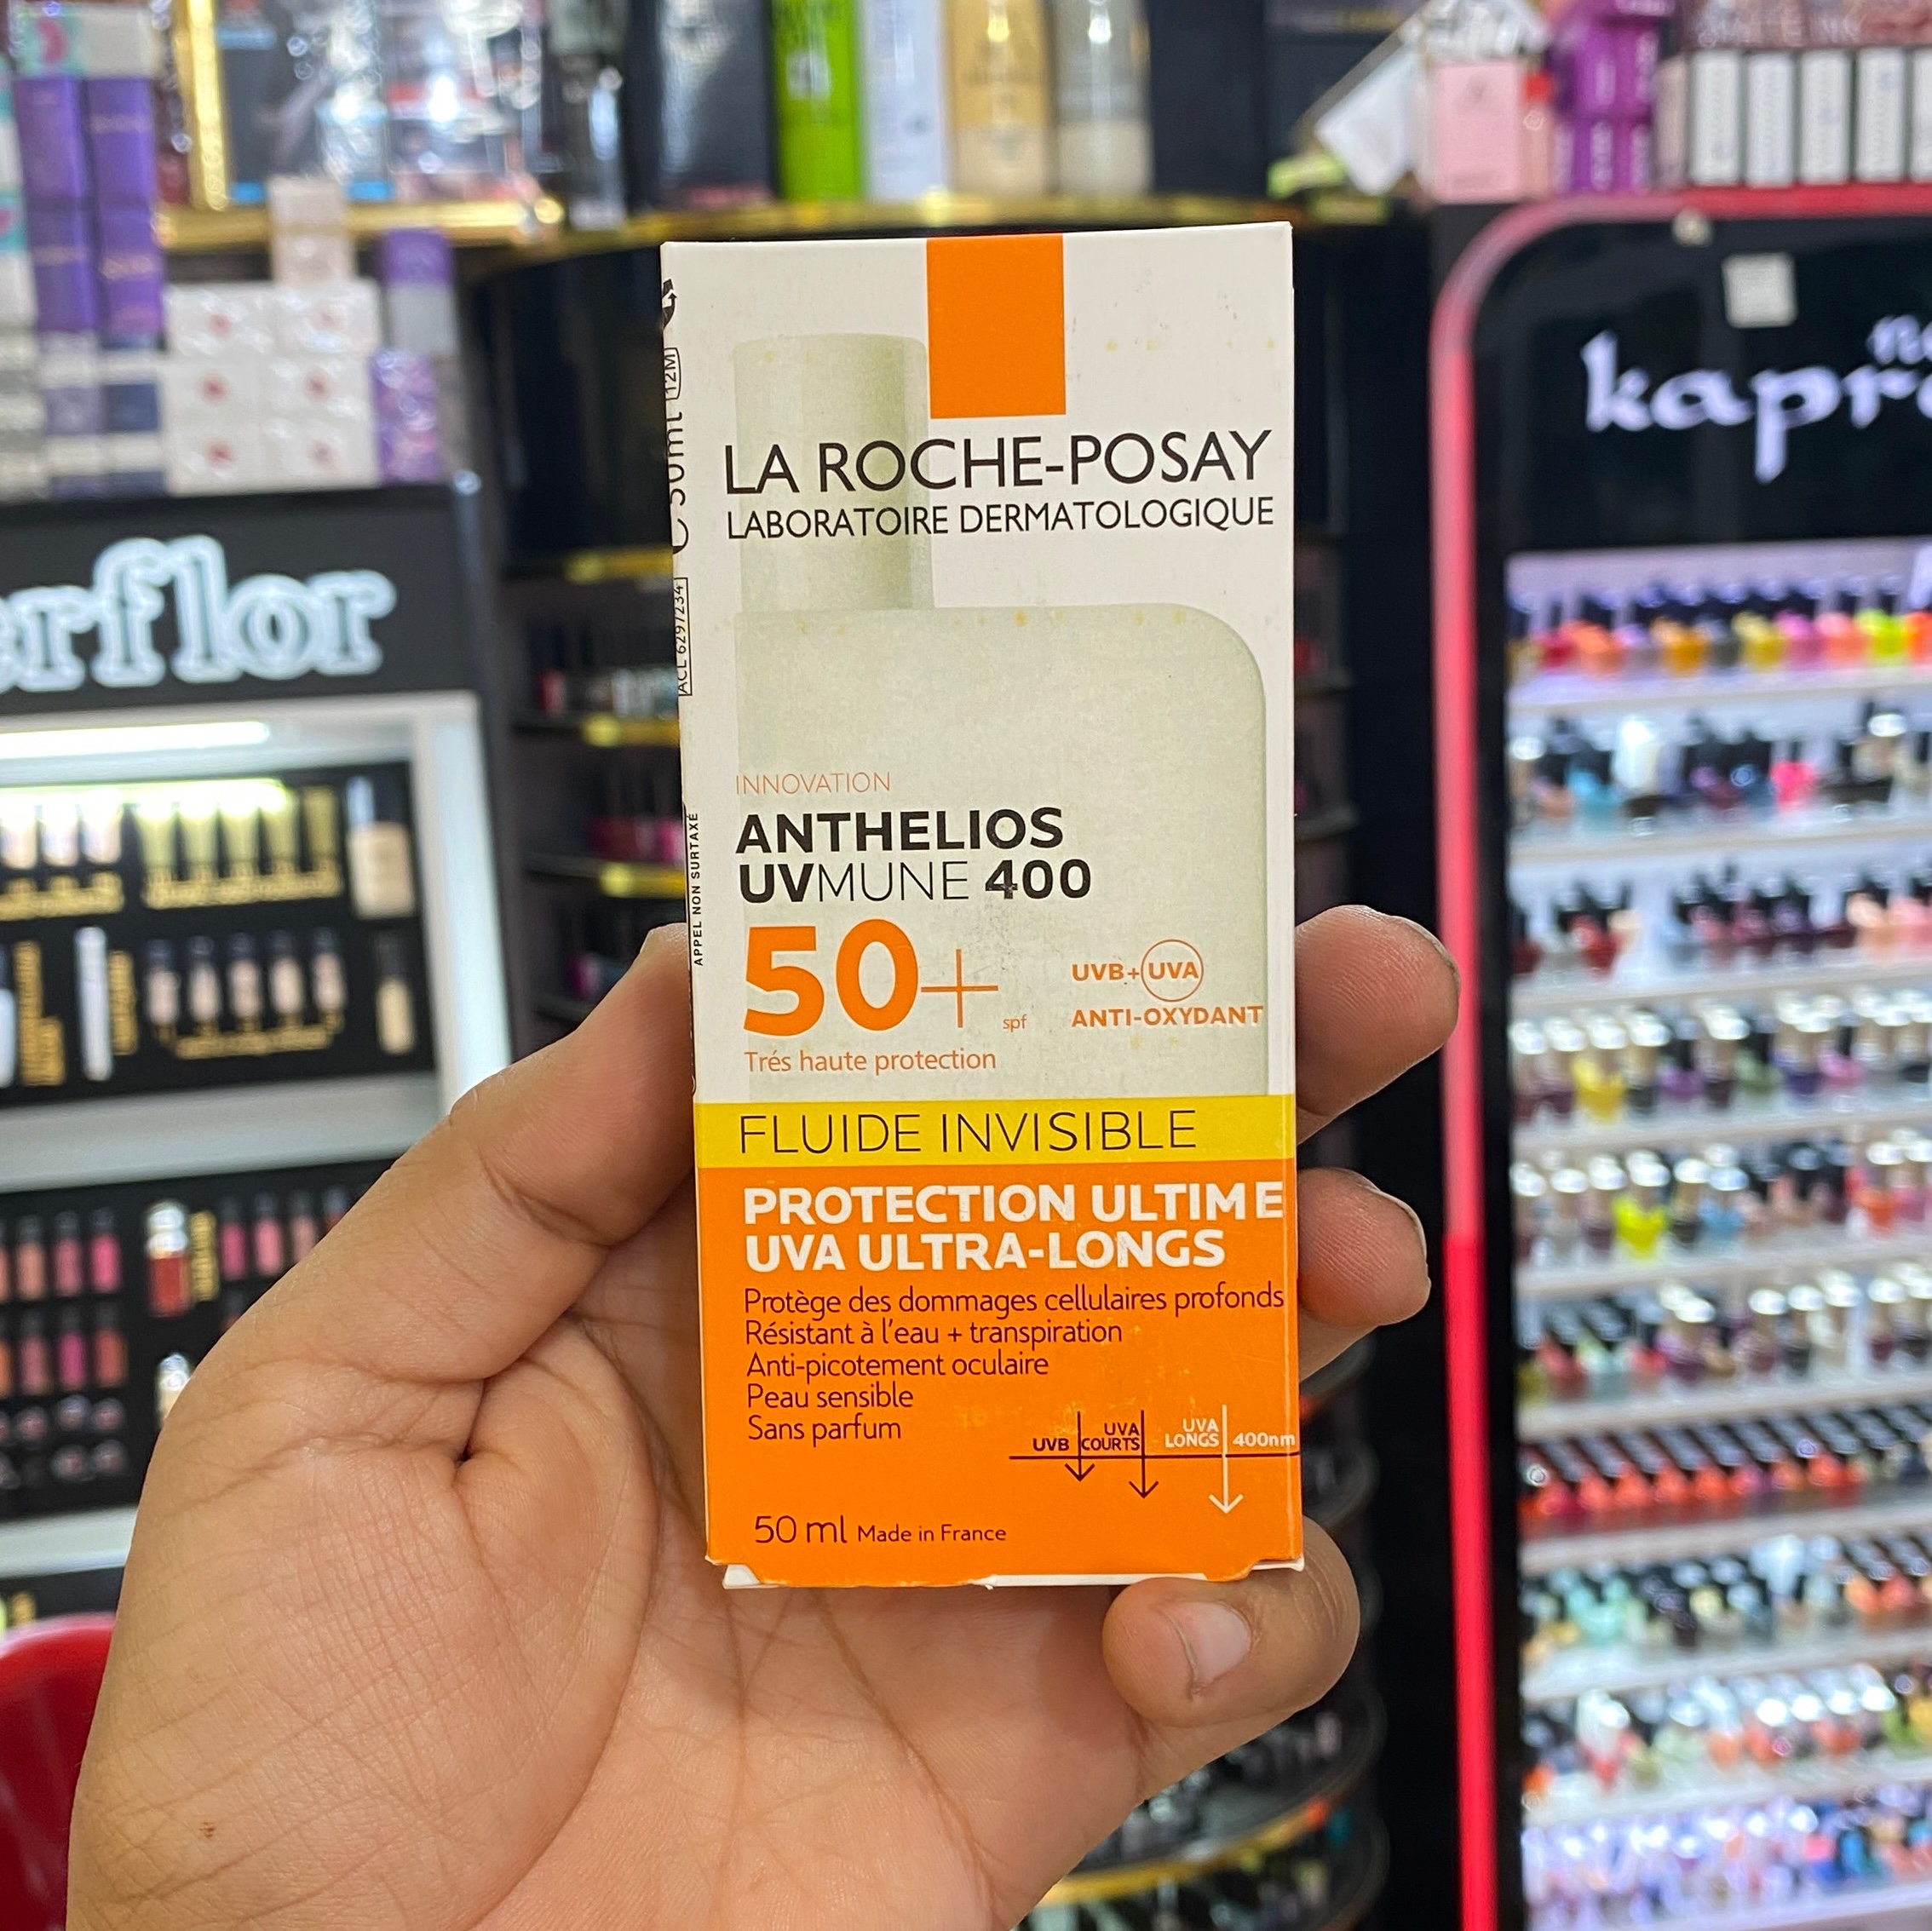 LA ROCHE-POSAY
LABORATOIRE DERMATOLOGIQUE
INNOVATION
ANTHELIOS
UVMUNE 400
50+ spf
UVB+UVA
ANTI-OXYDANT
Trés haute protection
FLUIDE INVISIBLE
PROTECTION ULTIME
UVA ULTRA-LONGS
Protège des dommages cellulaires profonds
Résistant à l'eau + transpiration
Anti-picotement oculaire
Peau sensible
Sans parfum
UVB
UVA
COURTS
UVA
LONGS
400nm
50 ml Made in France
12M
50ml
ACL 6297234
APPEL NON SURTAXÉ
erflor
kapr